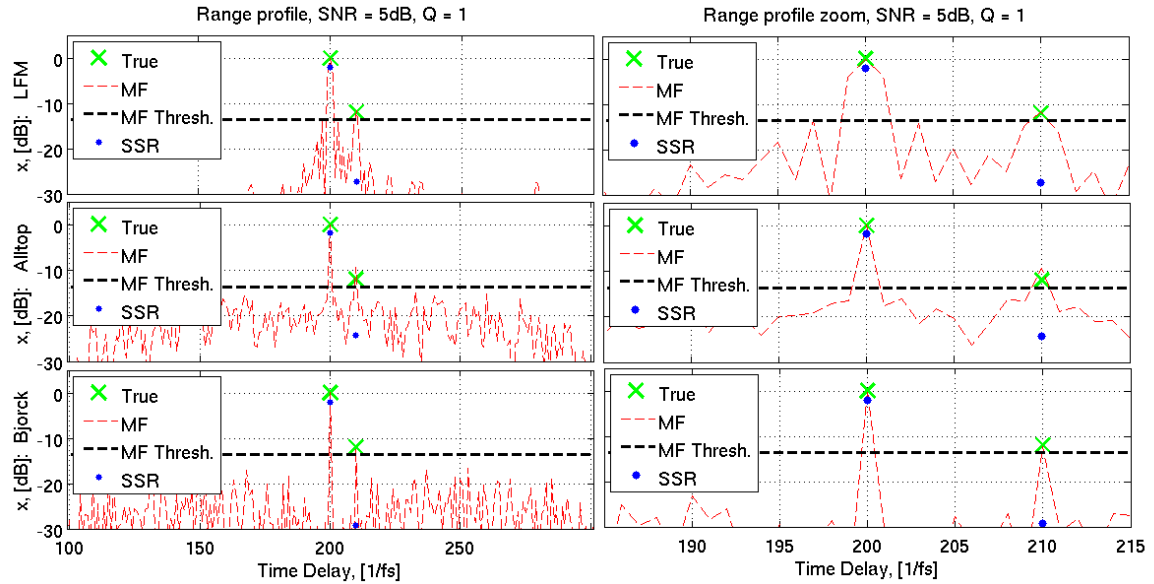 Range profile, SNR = 5dB, Q = 1
Range profile zoom, SNR = 5dB, Q = 1
x, [dB]: LFM
0
-10
-20
-30
True
MF
MF Thresh.
SSR
True
MF
MF Thresh.
SSR
x, [dB]: Alltop
0
-10
-20
-30
True
MF
MF Thresh.
SSR
True
MF
MF Thresh.
SSR
x, [dB]: Bjorck
0
-10
-20
-30
True
MF
MF Thresh.
SSR
True
MF
MF Thresh.
SSR
100 150 200 250
190 195 200 205 210 215
Time Delay, [1/fs]
Time Delay, [1/fs]